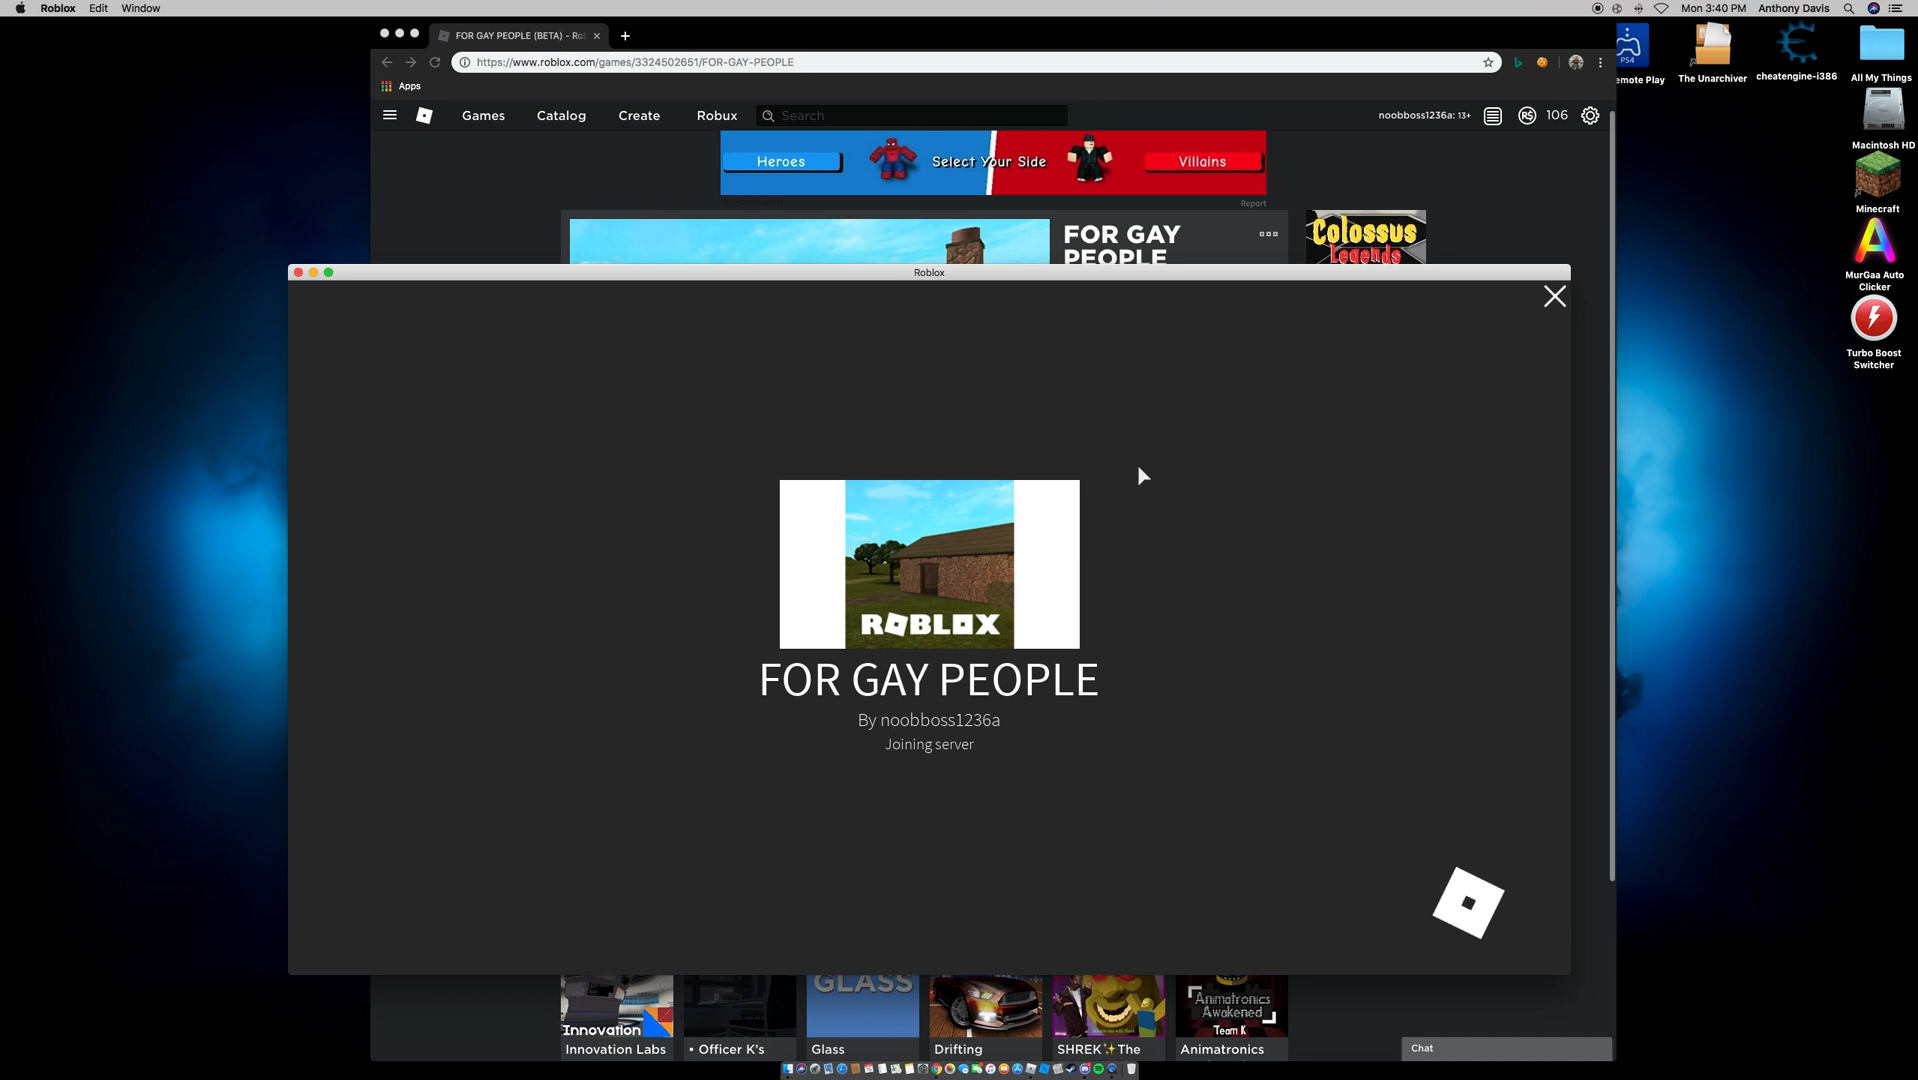 Roblox Edit Window
Mon 3:40 PM Anthony Davis
FOR GAY PEOPLE (BETA) - Ro
https://www.roblox.com/games/3324502651/FOR-GAY-PEOPLE
Apps
Games Catalog Create Robux Search
noobboss1236a: 13+ 106
Heroes Select Your Side Villains
Report
FOR GAY
PEOPLE
Colossus
Legends
Roblox
ROBLOX
FOR GAY PEOPLE
By noobboss1236a
Joining server
Innovation
GLASS
Animatronics
Awakened
Team K
Innovation Labs
• Officer K's
Glass
Drifting
SHREK✨The
Animatronics
Chat
PS4
emote Play
The Unarchiver
cheatengine-i386
All My Things
Macintosh HD
Minecraft
MurGaa Auto
Clicker
Turbo Boost
Switcher